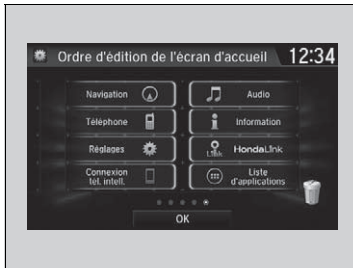 Ordre d'édition de l'écran d'accueil 12:34
Navigation
Audio
Téléphone
Information
Réglages
Link
HondaLink
Connexion
tél. intell.
Liste
d'applications
OK